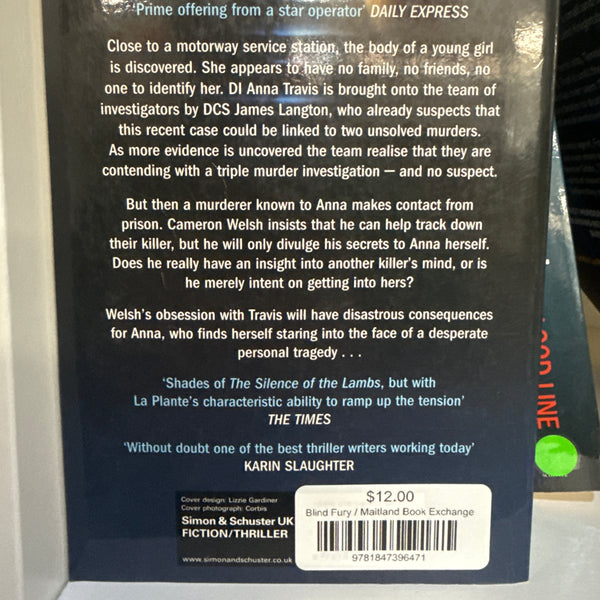 ‘Prime offering from a star operator’ DAILY EXPRESS
Close to a motorway service station, the body of a young girl
is discovered. She appears to have no family, no friends, no
one to identify her. DI Anna Travis is brought onto the team of
investigators by DCS James Langton, who already suspects that
this recent case could be linked to two unsolved murders.
As more evidence is uncovered the team realise that they are
contending with a triple murder investigation – and no suspect.
But then a murderer known to Anna makes contact from
prison. Cameron Welsh insists that he can help track down
their killer, but he will only divulge his secrets to Anna herself.
Does he really have an insight into another killer's mind, or is
he merely intent on getting into hers?
Welsh's obsession with Travis will have disastrous consequences
for Anna, who finds herself staring into the face of a desperate
personal tragedy . . .
‘Shades of The Silence of the Lambs, but with
La Plante's characteristic ability to ramp up the tension’
THE TIMES
‘Without doubt one of the best thriller writers working today’
KARIN SLAUGHTER
Cover design: Lizzie Gardiner
Cover photograph: Corbis
Simon & Schuster UK
FICTION/THRILLER
www.simonandschuster.co.uk
$12.00
Blind Fury / Maitland Book Exchange
9781847396471
LINE